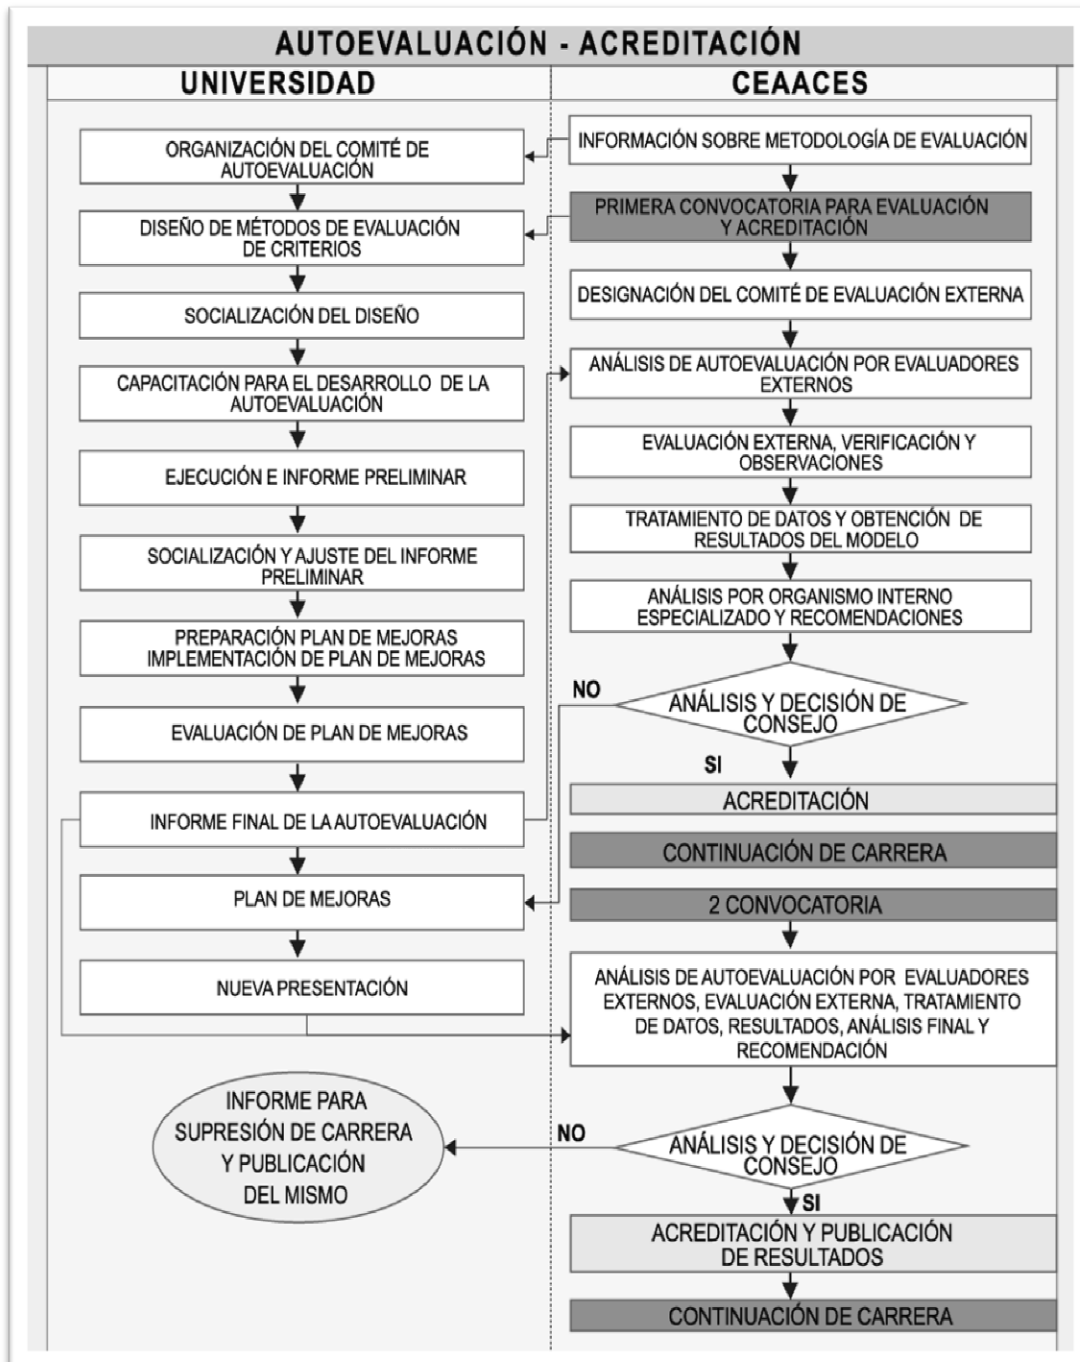 AUTOEVALUACIÓN - ACREDITACIÓN
UNIVERSIDAD
ORGANIZACIÓN DEL COMITÉ DE
AUTOEVALUACIÓN
DISEÑO DE MÉTODOS DE EVALUACIÓN
DE CRITERIOS
SOCIALIZACIÓN DEL DISEÑO
CAPACITACIÓN PARA EL DESARROLLO DE LA
AUTOEVALUACIÓN
EJECUCIÓN E INFORME PRELIMINAR
SOCIALIZACIÓN Y AJUSTE DEL INFORME
PRELIMINAR
PREPARACIÓN PLAN DE MEJORAS
IMPLEMENTACIÓN DE PLAN DE MEJORAS
EVALUACIÓN DE PLAN DE MEJORAS
INFORME FINAL DE LA AUTOEVALUACIÓN
PLAN DE MEJORAS
NUEVA PRESENTACIÓN
INFORME PARA
SUPRESIÓN DE CARRERA
Y PUBLICACIÓN
DEL MISMO
CEAACES
INFORMACIÓN SOBRE METODOLOGÍA DE EVALUACIÓN
PRIMERA CONVOCATORIA PARA EVALUACIÓN
Y ACREDITACIÓN
DESIGNACIÓN DEL COMITÉ DE EVALUACIÓN EXTERNA
ANÁLISIS DE AUTOEVALUACIÓN POR EVALUADORES
EXTERNOS
EVALUACIÓN EXTERNA, VERIFICACIÓN Y
OBSERVACIONES
TRATAMIENTO DE DATOS Y OBTENCIÓN DE
RESULTADOS DEL MODELO
ANÁLISIS POR ORGANISMO INTERNO
ESPECIALIZADO Y RECOMENDACIONES
NO
ANÁLISIS Y DECISIÓN DE
CONSEJO
SI
ACREDITACIÓN
CONTINUACIÓN DE CARRERA
2 CONVOCATORIA
ANÁLISIS DE AUTOEVALUACIÓN POR EVALUADORES
EXTERNOS, EVALUACIÓN EXTERNA, TRATAMIENTO
DE DATOS, RESULTADOS, ANÁLISIS FINAL Y
RECOMENDACIÓN
NO
ANÁLISIS Y DECISIÓN DE
CONSEJO
SI
ACREDITACIÓN Y PUBLICACIÓN
DE RESULTADOS
CONTINUACIÓN DE CARRERA